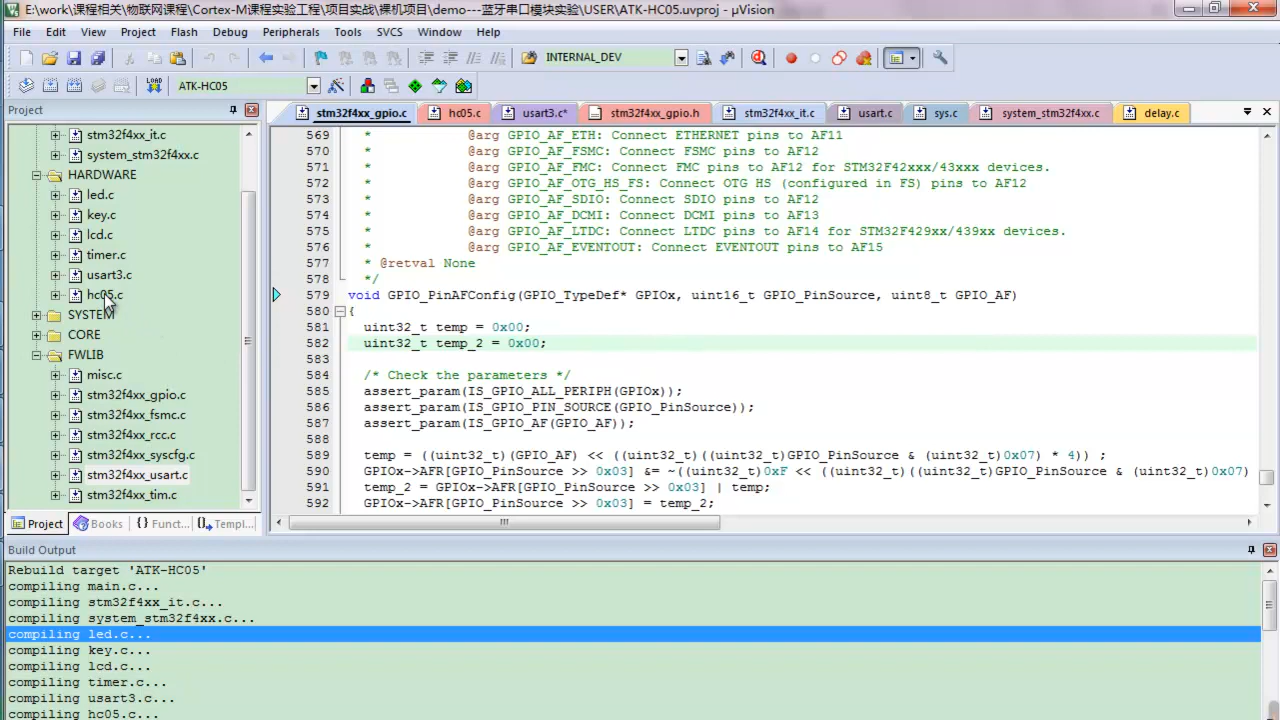 E:\work\课程相关\物联网课程\Cortex-M课程实验工程\项目实战\裸机项目\demo---蓝牙串口模块实验\USER\ATK-HC05.uvproj - µVision
File Edit View Project Flash Debug Peripherals Tools SVCS Window Help
INTERNAL_DEV
LOAD ATK-HC05
Project
stm32f4xx_gpio.c hc05.c usart3.c* stm32f4xx_gpio.h stm32f4xx_it.c usart.c sys.c system_stm32f4xx.c delay.c
stm32f4xx_it.c
system_stm32f4xx.c
HARDWARE
led.c
key.c
lcd.c
timer.c
usart3.c
hc05.c
SYSTEM
CORE
FWLIB
misc.c
stm32f4xx_gpio.c
stm32f4xx_fsmc.c
stm32f4xx_rcc.c
stm32f4xx_syscfg.c
stm32f4xx_usart.c
stm32f4xx_tim.c
Project Books {} Funct... {}, Templ...
569 * @arg GPIO_AF_ETH: Connect ETHERNET pins to AF11
570 * @arg GPIO_AF_FSMC: Connect FSMC pins to AF12
571 * @arg GPIO_AF_FMC: Connect FMC pins to AF12 for STM32F42xxx/43xxx devices.
572 * @arg GPIO_AF_OTG_HS_FS: Connect OTG HS (configured in FS) pins to AF12
573 * @arg GPIO_AF_SDIO: Connect SDIO pins to AF12
574 * @arg GPIO_AF_DCMI: Connect DCMI pins to AF13
575 * @arg GPIO_AF_LTDC: Connect LTDC pins to AF14 for STM32F429xx/439xx devices.
576 * @arg GPIO_AF_EVENTOUT: Connect EVENTOUT pins to AF15
577 * @retval None
578 */
579 void GPIO_PinAFConfig(GPIO_TypeDef* GPIOx, uint16_t GPIO_PinSource, uint8_t GPIO_AF)
580 {
581 uint32_t temp = 0x00;
582 uint32_t temp_2 = 0x00;
583
584 /* Check the parameters */
585 assert_param(IS_GPIO_ALL_PERIPH(GPIOx));
586 assert_param(IS_GPIO_PIN_SOURCE(GPIO_PinSource));
587 assert_param(IS_GPIO_AF(GPIO_AF));
588
589 temp = ((uint32_t)(GPIO_AF) << ((uint32_t)((uint32_t)GPIO_PinSource & (uint32_t)0x07) * 4)) ;
590 GPIOx->AFR[GPIO_PinSource >> 0x03] &= ~((uint32_t)0xF << ((uint32_t)((uint32_t)GPIO_PinSource & (uint32_t)0x07)
591 temp_2 = GPIOx->AFR[GPIO_PinSource >> 0x03] | temp;
592 GPIOx->AFR[GPIO_PinSource >> 0x03] = temp_2;
Build Output
Rebuild target 'ATK-HC05'
compiling main.c...
compiling stm32f4xx_it.c...
compiling system_stm32f4xx.c...
compiling led.c...
compiling key.c...
compiling lcd.c...
compiling timer.c...
compiling usart3.c...
compiling hc05.c...